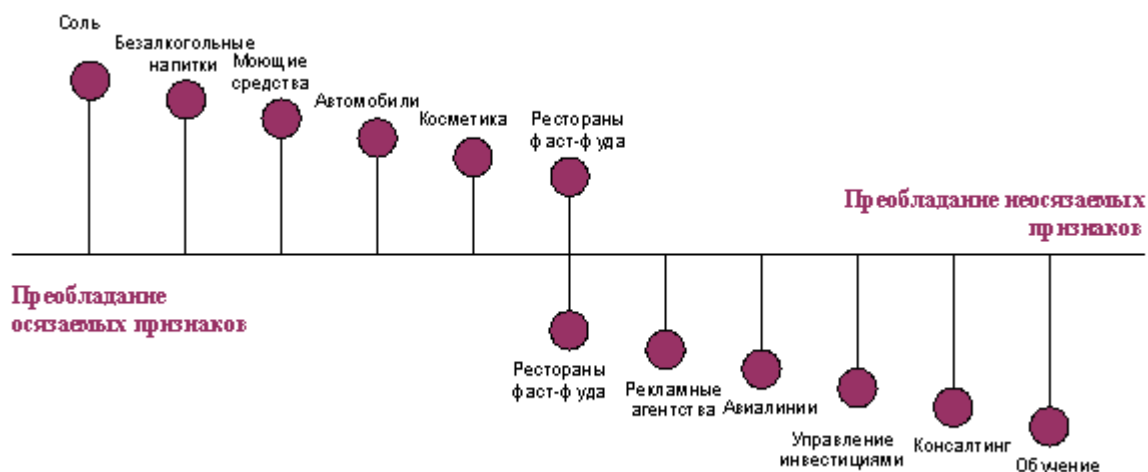 Соль
Безалкогольные
напитки
Моющие
средства
Автомобили
Косметика
Рестораны
фаст-фуда
Преобладание неосязаемых
признаков
Преобладание
осязаемых признаков
Рестораны
фаст-фуда
Рекламные
агентства
Авиалинии
Управление
инвестициями
Консалтинг
Обучение